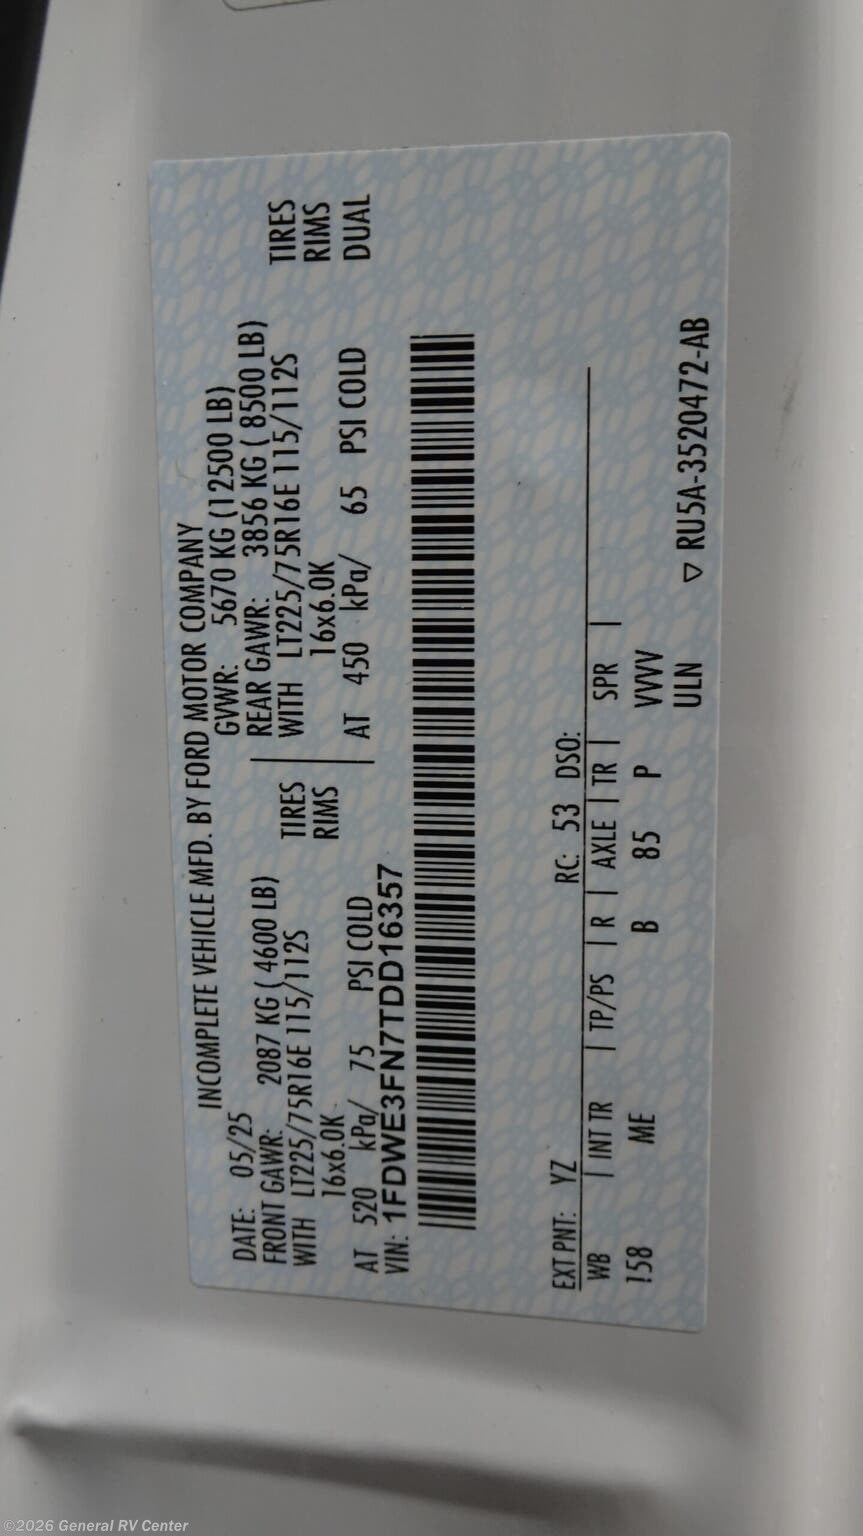 INCOMPLETE VEHICLE MFD. BY FORD MOTOR COMPANY
DATE: 05/25 GVWR: 5670 KG (12500 LB)
FRONT GAWR: 2087 KG ( 4600 LB) REAR GAWR: 3856 KG ( 8500 LB)
WITH LT225/75R16E 115/112S TIRES WITH LT225/75R16E 115/112S TIRES
16x6.0K RIMS 16x6.0K RIMS
AT 520 kPa/ 75 PSI COLD AT 450 kPa/ 65 PSI COLD DUAL
VIN: 1FDWE3FN7TDD16357
EXT PNT: YZ RC: 53 DSO:
WB | INT TR | TP/PS | R | AXLE | TR | SPR |
158 ME B 85 P VVVV
ULN
▽ RU5A-3520472-AB
©2026 General RV Center